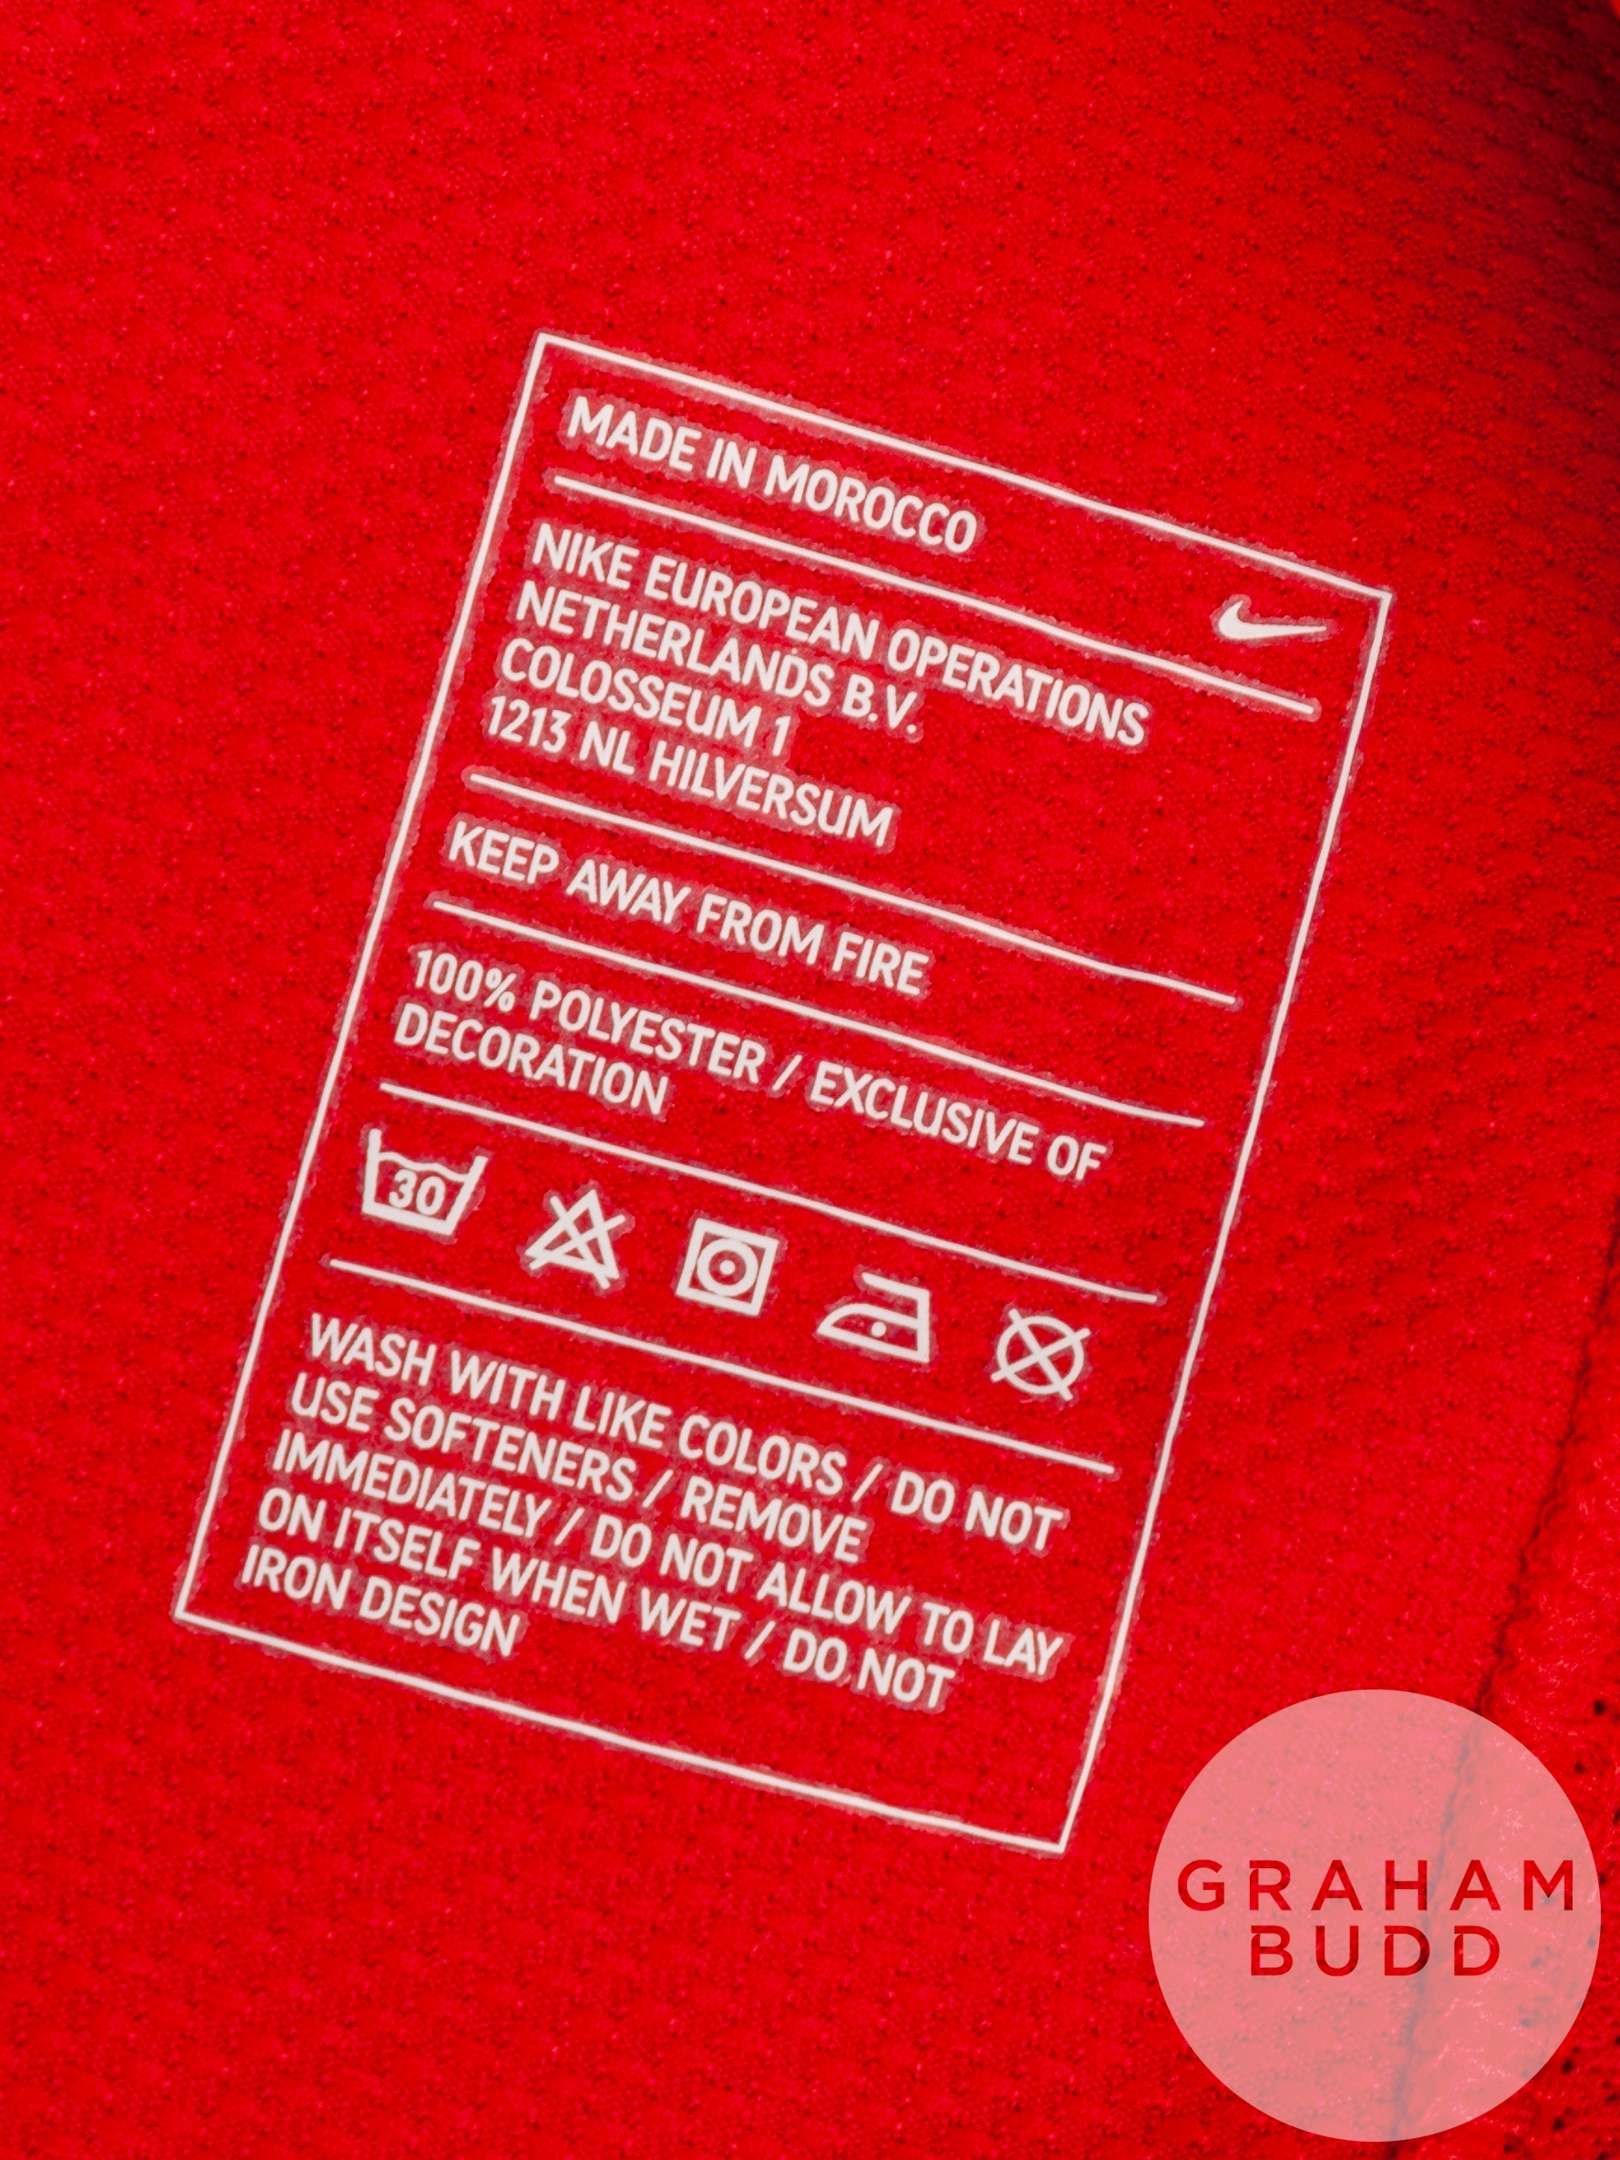 MADE IN MOROCCO
NIKE EUROPEAN OPERATIONS
NETHERLANDS B.V.
COLOSSEUM 1
1213 NL HILVERSUM
KEEP AWAY FROM FIRE
100% POLYESTER / EXCLUSIVE OF
DECORATION
30
WASH WITH LIKE COLORS / DO NOT
USE SOFTENERS / REMOVE
IMMEDIATELY / DO NOT ALLOW TO LAY
ON ITSELF WHEN WET / DO NOT
IRON DESIGN
GRAHAM
BUDD